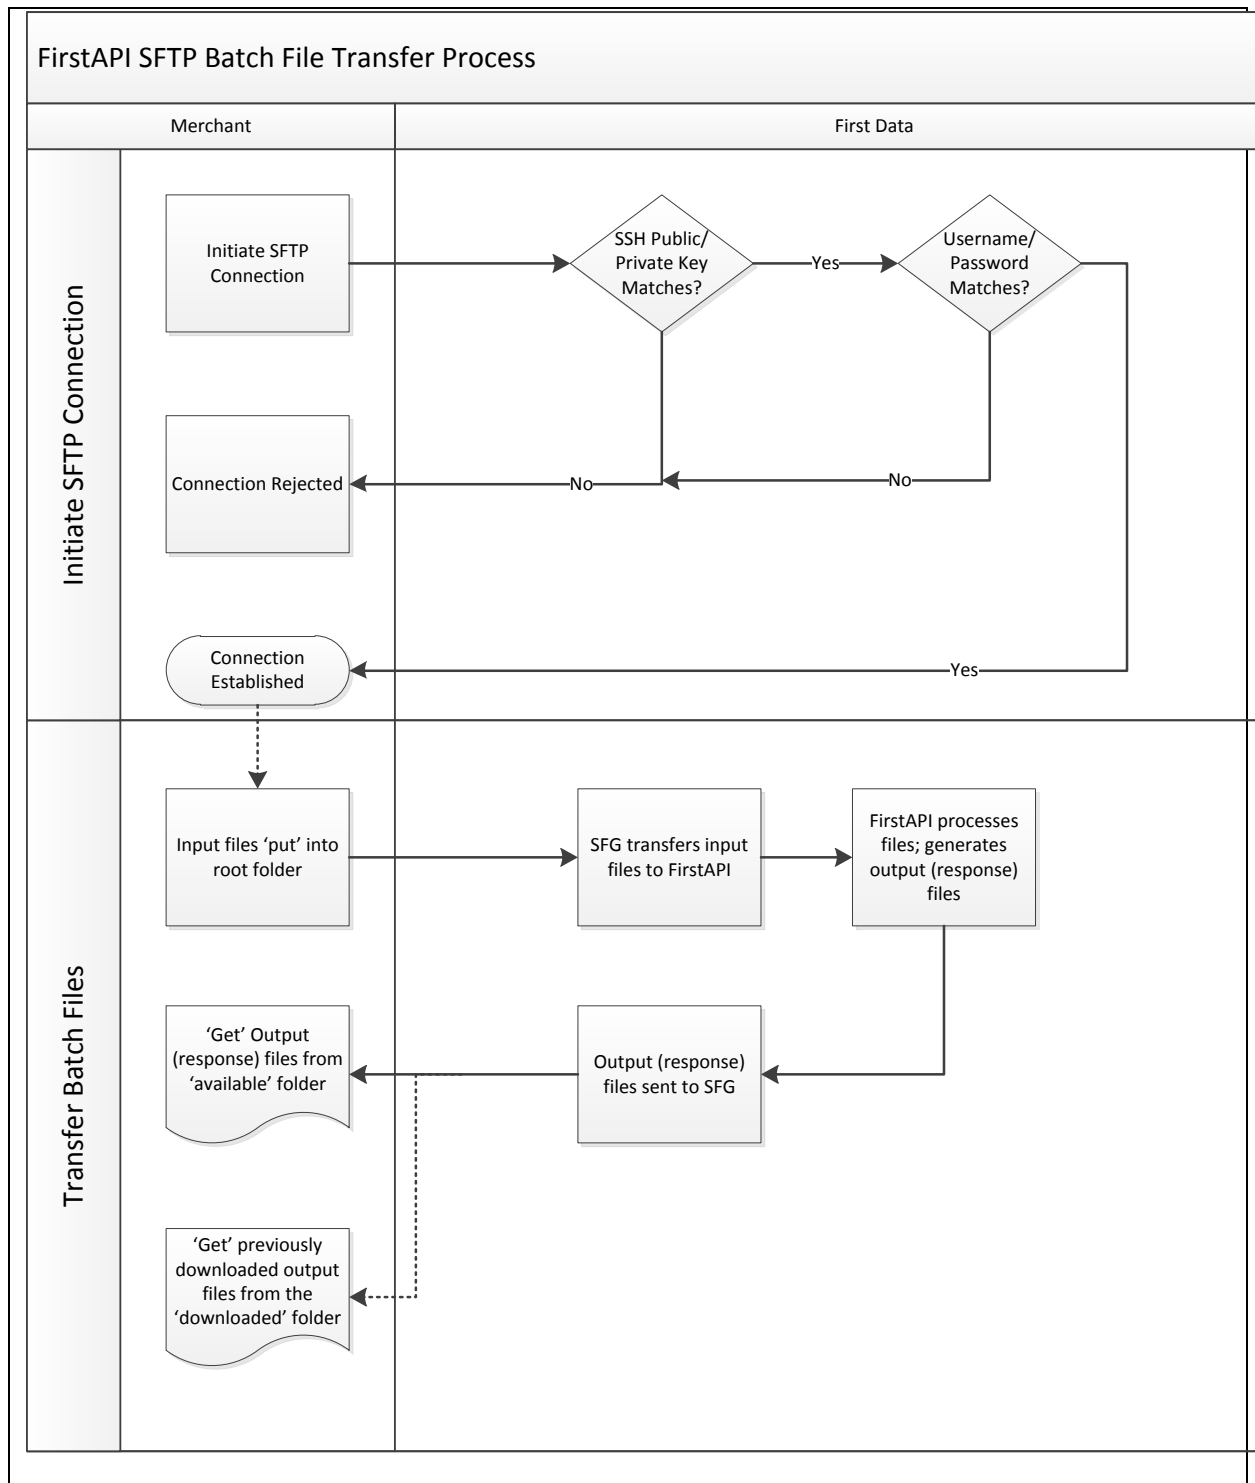 FirstAPI SFTP Batch File Transfer Process
Merchant
First Data
Initiate SFTP Connection
Initiate SFTP
Connection
SSH Public/
Private Key
Matches?
Yes
Username/
Password
Matches?
Connection Rejected
No
No
Connection
Established
Yes
Transfer Batch Files
Input files ‘put’ into
root folder
SFG transfers input
files to FirstAPI
FirstAPI processes
files; generates
output (response)
files
‘Get’ Output
(response) files from
‘available’ folder
Output (response)
files sent to SFG
‘Get’ previously
downloaded output
files from the
‘downloaded’ folder